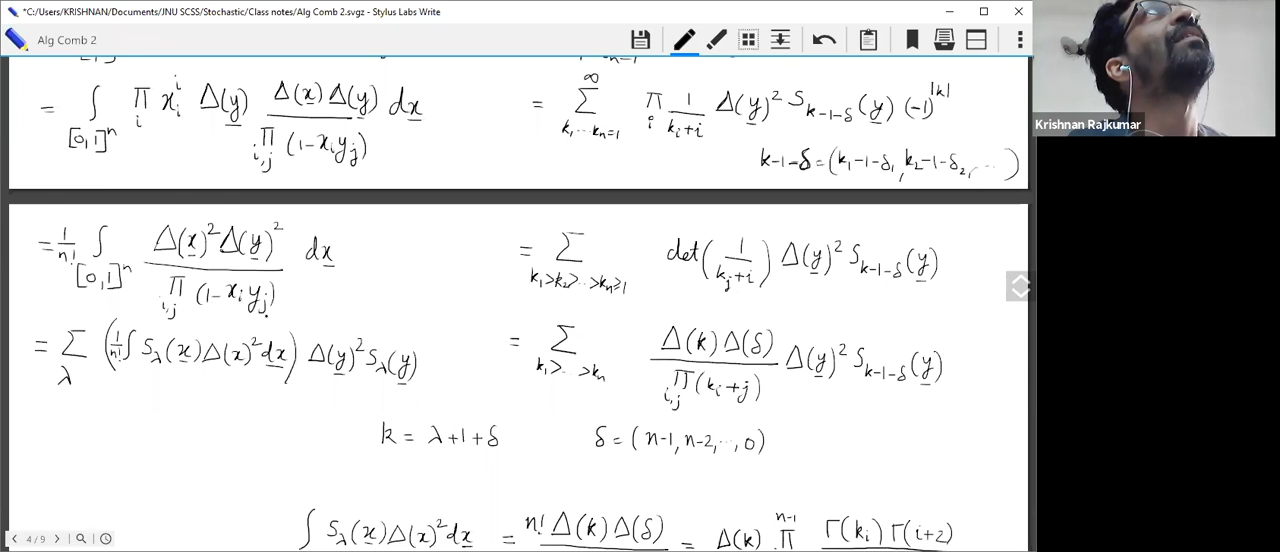 *C:/Users/KRISHNAN/Documents/JNU SCSS/Stochastic/Class notes/Alg Comb 2.svgz - Stylus Labs Write
Alg Comb 2
Krishnan Rajkumar
= ∫_{[0,1]^n} ∏_i x_i^i Δ(y) Δ(x)Δ(y) / ∏_{i,j} (1-x_i y_j) dx
= ∑_{k_1,...k_n=1}^∞ ∏_i 1/(k_i+i) Δ(y)^2 S_{k-1-δ}(y) (-1)^{|k|}
k-1-δ = (k_1-1-δ_1, k_2-1-δ_2, ...)
= 1/n! ∫_{[0,1]^n} Δ(x)^2 Δ(y)^2 / ∏_{i,j} (1-x_i y_j) dx
= ∑_{k_1>k_2>...>k_n≥1} det(1/(k_j+i)) Δ(y)^2 S_{k-1-δ}(y)
= ∑_λ (1/n! ∫ S_λ(x) Δ(x)^2 dx) Δ(y)^2 S_λ(y)
= ∑_{k_1>...>k_n} Δ(k)Δ(δ) / ∏_{i,j} (k_i+j) Δ(y)^2 S_{k-1-δ}(y)
k = λ+1+δ
δ = (n-1, n-2, ..., 0)
∫ S_λ(x) Δ(x)^2 dx = n! Δ(k) Δ(δ) = Δ(k) ∏^{n-1} Γ(k_i) Γ(i+2)
4/9